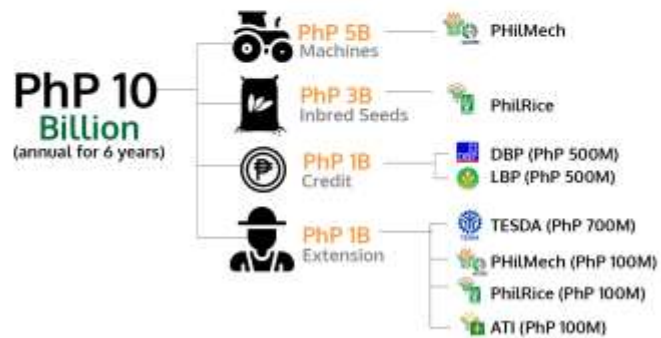 PhP 10
Billion
(annual for 6 years)
PhP 5B
Machines
PHilMech
PhP 3B
Inbred Seeds
PhilRice
PhP 1B
Credit
DBP (PhP 500M)
LBP (PhP 500M)
PhP 1B
Extension
TESDA (PhP 700M)
PHilMech (PhP 100M)
PhilRice (PhP 100M)
ATI (PhP 100M)